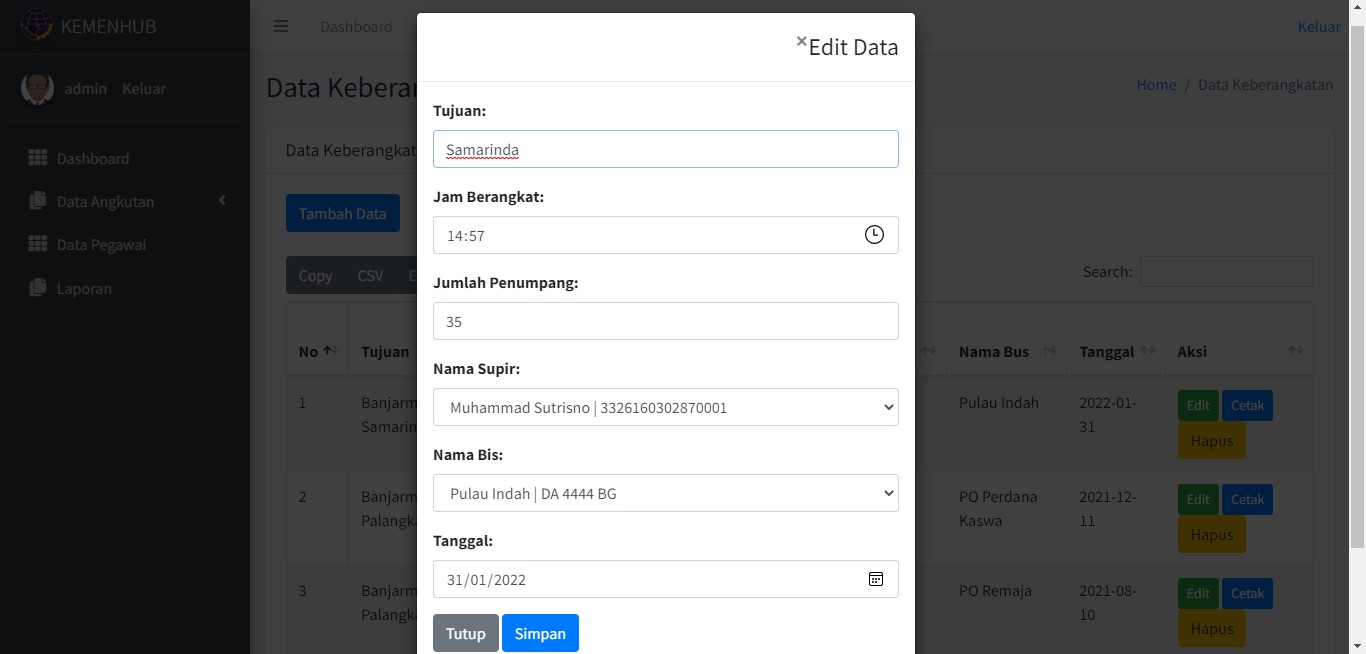 KEMENHUB
Dashboard
Keluar
admin Keluar
Dashboard
Data Angkutan
Data Pegawai
Laporan
Data Keberan
Home / Data Keberangkatan
Data Keberangkat
Tambah Data
Copy CSV E
Search:
No Tujuan Nama Bus Tanggal Aksi
1 Banjarm Pulau Indah 2022-01- Edit Cetak
Samarin 31 Hapus
2 Banjarm PO Perdana 2021-12- Edit Cetak
Palangk Kaswa 11 Hapus
3 Banjarm PO Remaja 2021-08- Edit Cetak
Palangk 10 Hapus
×Edit Data
Tujuan:
Samarinda
Jam Berangkat:
14:57
Jumlah Penumpang:
35
Nama Supir:
Muhammad Sutrisno | 3326160302870001
Nama Bis:
Pulau Indah | DA 4444 BG
Tanggal:
31/01/2022
Tutup Simpan